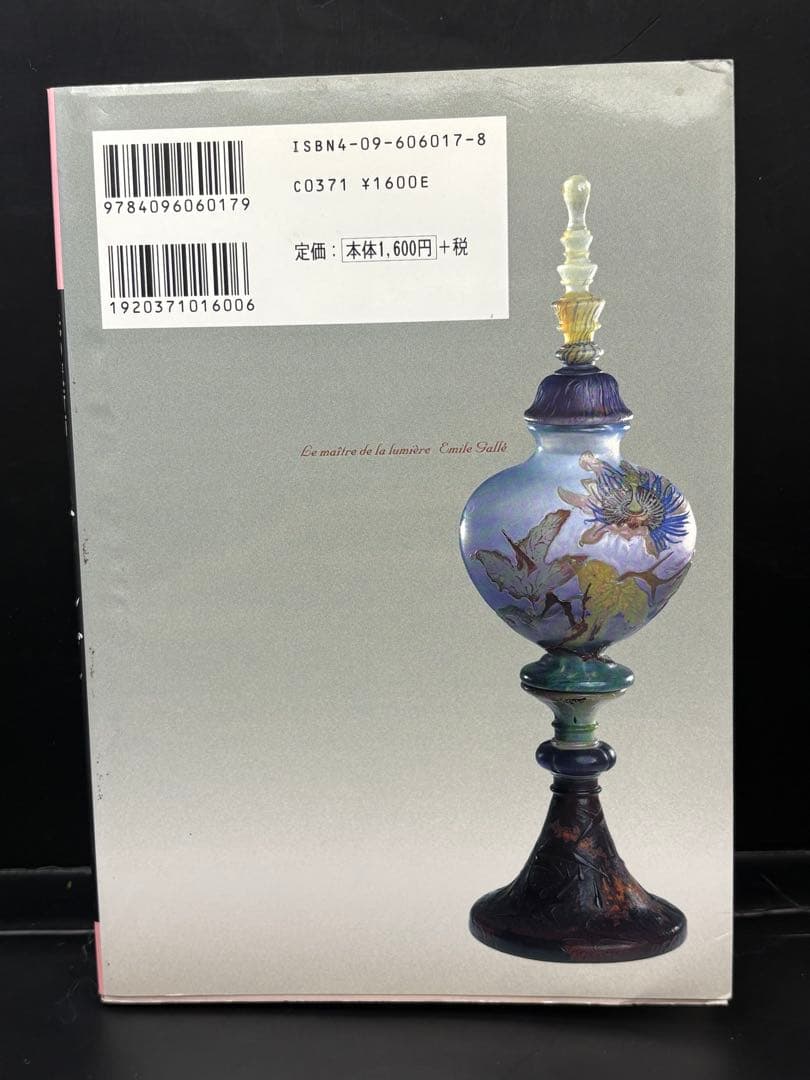 ISBN4-09-606017-8
9784096060179
C0371 ¥1600E
定価：本体1,600円+税
1920371016006
Le maître de la lumière Emile Gallé